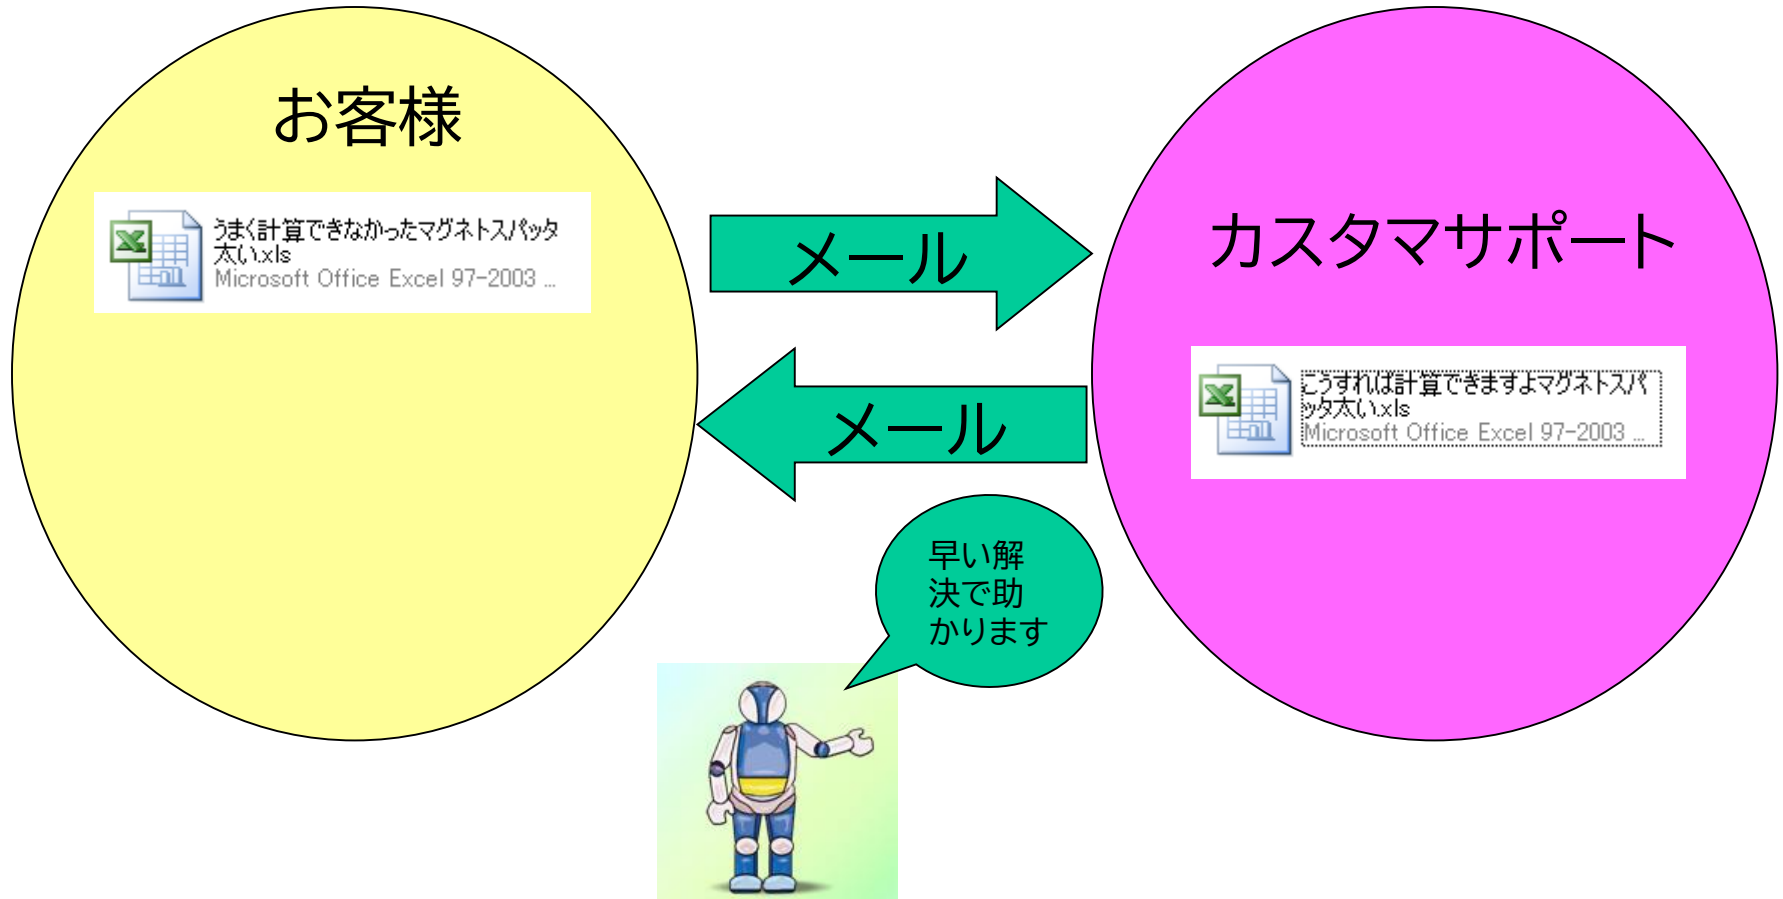 お客様
うまく計算できなかったマグネトスパッタ
太い.xls
Microsoft Office Excel 97-2003 ...
メール
カスタマサポート
メール
こうすれば計算できますよマグネトスパ
ッタ太い.xls
Microsoft Office Excel 97-2003 ...
早い解
決で助
かります